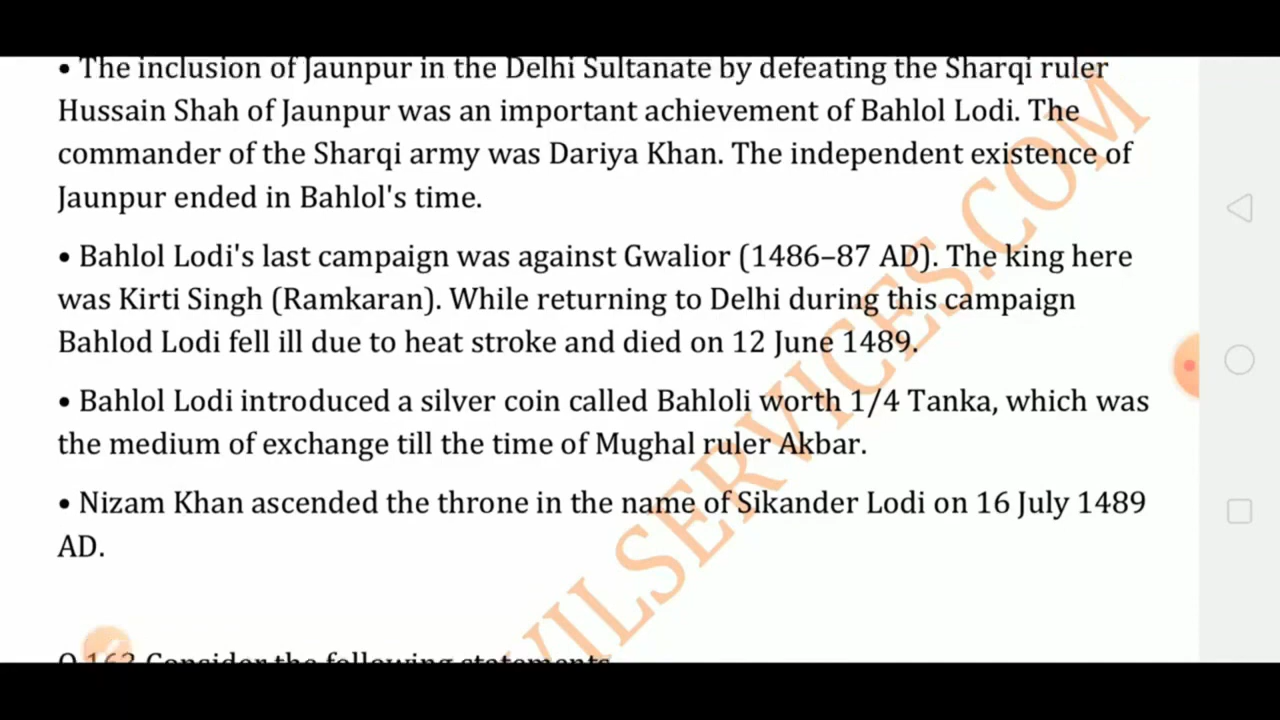 • The inclusion of Jaunpur in the Delhi Sultanate by defeating the Sharqi ruler
Hussain Shah of Jaunpur was an important achievement of Bahlol Lodi. The
commander of the Sharqi army was Dariya Khan. The independent existence of
Jaunpur ended in Bahlol's time.
• Bahlol Lodi's last campaign was against Gwalior (1486–87 AD). The king here
was Kirti Singh (Ramkaran). While returning to Delhi during this campaign
Bahlod Lodi fell ill due to heat stroke and died on 12 June 1489.
• Bahlol Lodi introduced a silver coin called Bahloli worth 1/4 Tanka, which was
the medium of exchange till the time of Mughal ruler Akbar.
• Nizam Khan ascended the throne in the name of Sikander Lodi on 16 July 1489
AD.
Consider the following statements
VILSERVICES.COM